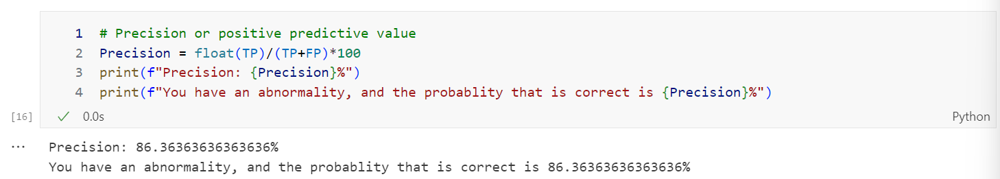 1 # Precision or positive predictive value
2 Precision = float(TP)/(TP+FP)*100
3 print(f"Precision: {Precision}%")
4 print(f"You have an abnormality, and the probablity that is correct is {Precision}%")
[16] ✓ 0.0s Python
... Precision: 86.36363636363636%
You have an abnormality, and the probablity that is correct is 86.36363636363636%